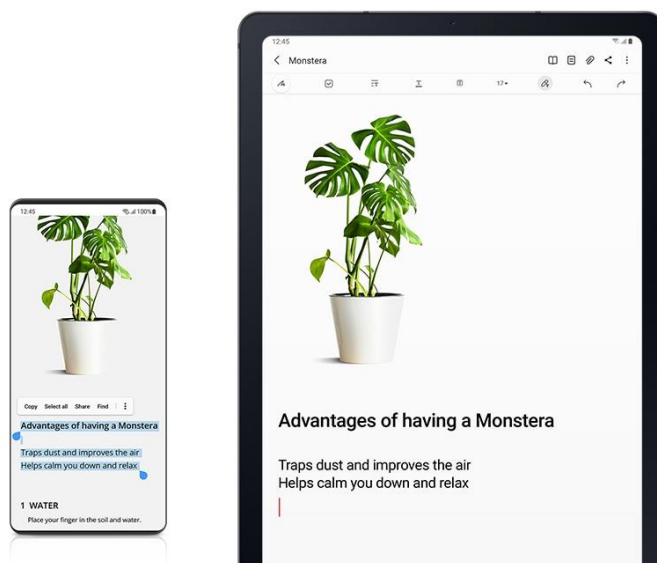 12:45
100%
Copy Select all Share Find
Advantages of having a Monstera
Traps dust and improves the air
Helps calm you down and relax
1 WATER
Place your finger in the soil and water.
12:45
Monstera
T
17
Advantages of having a Monstera
Traps dust and improves the air
Helps calm you down and relax